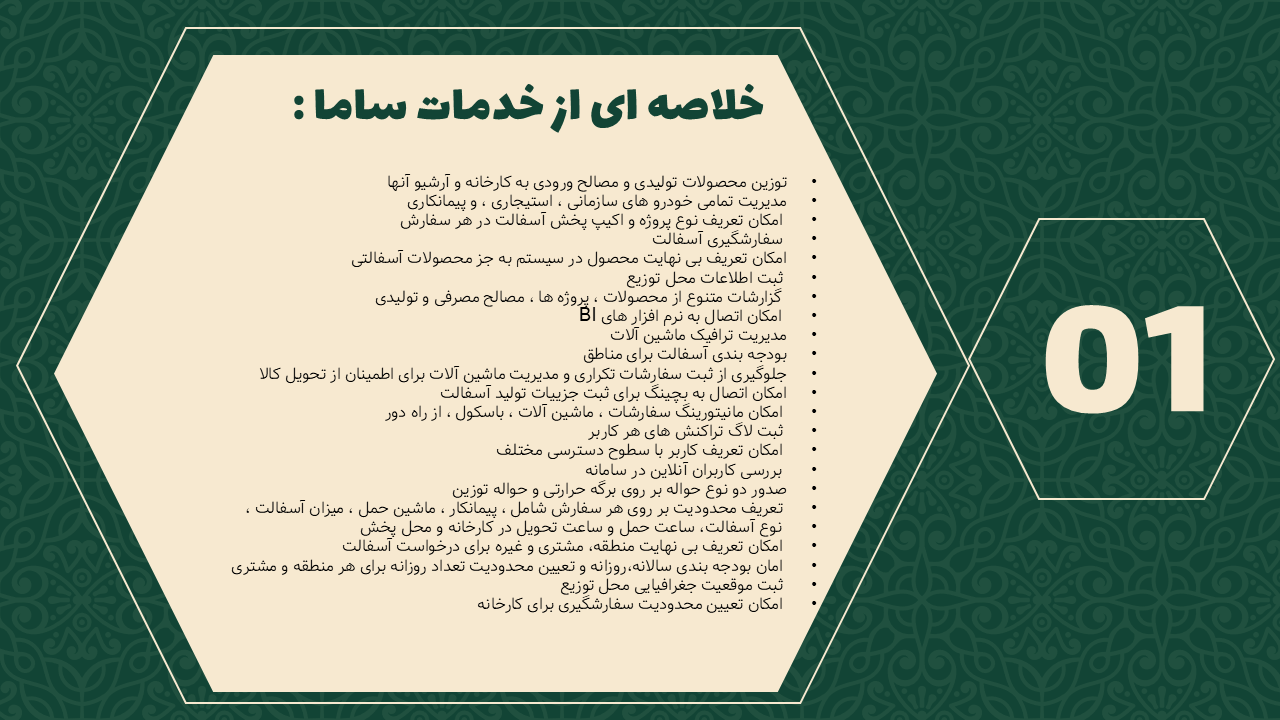 خلاصه ای از خدمات ساما :
• توزین محصولات تولیدی و مصالح ورودی به کارخانه و آرشیو آنها
• مدیریت تمامی خودرو های سازمانی ، استیجاری ، و پیمانکاری
• امکان تعریف نوع پروژه و اکیپ پخش آسفالت در هر سفارش
• سفارشگیری آسفالت
• امکان تعریف بی نهایت محصول در سیستم به جز محصولات آسفالتی
• ثبت اطلاعات محل توزیع
• گزارشات متنوع از محصولات ، پروژه ها ، مصالح مصرفی و تولیدی
• امکان اتصال به نرم افزار های BI
• مدیریت ترافیک ماشین آلات
• بودجه بندی آسفالت برای مناطق
• جلوگیری از ثبت سفارشات تکراری و مدیریت ماشین آلات برای اطمینان از تحویل کالا
• امکان اتصال به بچینگ برای ثبت جزییات تولید آسفالت
• امکان مانیتورینگ سفارشات ، ماشین آلات ، باسکول ، از راه دور
• ثبت لاگ تراکنش های هر کاربر
• امکان تعریف کاربر با سطوح دسترسی مختلف
• بررسی کاربران آنلاین در سامانه
• صدور دو نوع حواله بر روی برگه حرارتی و حواله توزین
• تعریف محدودیت بر روی هر سفارش شامل ، پیمانکار ، ماشین حمل ، میزان آسفالت ،
• نوع آسفالت، ساعت حمل و ساعت تحویل در کارخانه و محل پخش
• امکان تعریف بی نهایت منطقه، مشتری و غیره برای درخواست آسفالت
• امان بودجه بندی سالانه،روزانه و تعیین محدودیت تعداد روزانه برای هر منطقه و مشتری
• ثبت موقعیت جغرافیایی محل توزیع
• امکان تعیین محدودیت سفارشگیری برای کارخانه
01